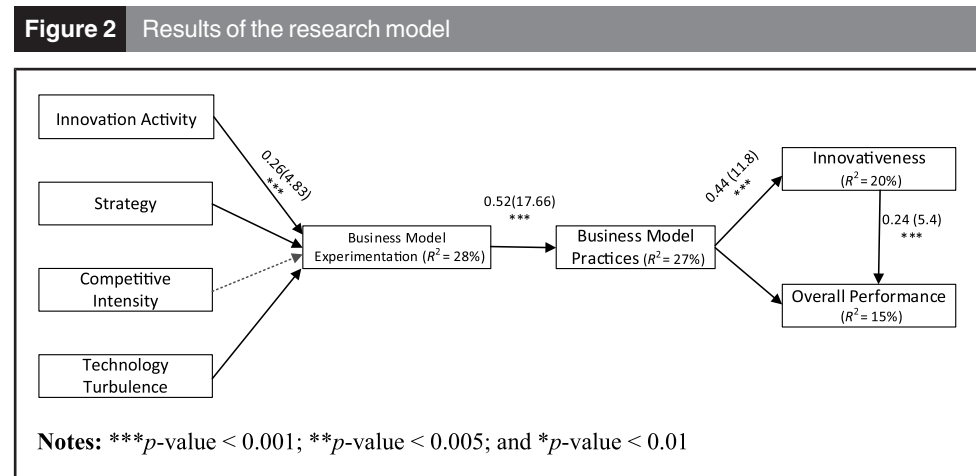 Figure 2 Results of the research model
Innovation Activity
0.26(4.83)
***
Strategy
Competitive
Intensity
Technology
Turbulence
Business Model
Experimentation (R² = 28%)
0.52(17.66)
***
Business Model
Practices (R² = 27%)
0.44 (11.8)
***
Innovativeness
(R² = 20%)
0.24 (5.4)
***
Overall Performance
(R² = 15%)
Notes: ***p-value < 0.001; **p-value < 0.005; and *p-value < 0.01